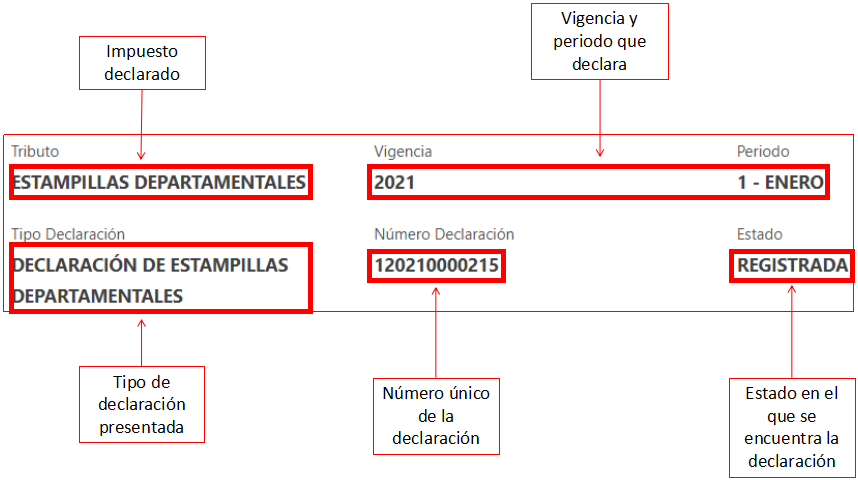 Impuesto
declarado
Vigencia y
periodo que
declara
Tributo
Vigencia
Periodo
ESTAMPILLAS DEPARTAMENTALES
2021
1 - ENERO
Tipo Declaración
Número Declaración
Estado
DECLARACIÓN DE ESTAMPILLAS
DEPARTAMENTALES
120210000215
REGISTRADA
Tipo de
declaración
presentada
Número único
de la
declaración
Estado en el
que se
encuentra la
declaración